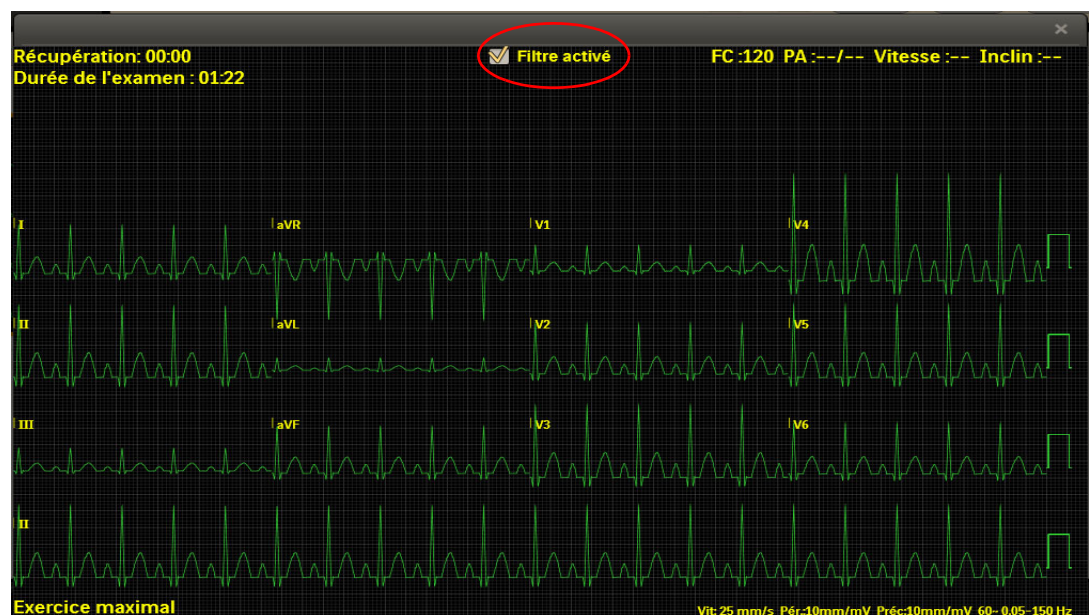 Récupération: 00:00
Filtre activé
FC :120 PA :--/-- Vitesse :-- Inclin :--
Durée de l'examen : 01:22
I aVR V1 V4
II aVL V2 V5
III aVF V3 V6
II
Exercice maximal
Vit: 25 mm/s Pér.:10mm/mV Préc:10mm/mV 60~ 0.05-150 Hz